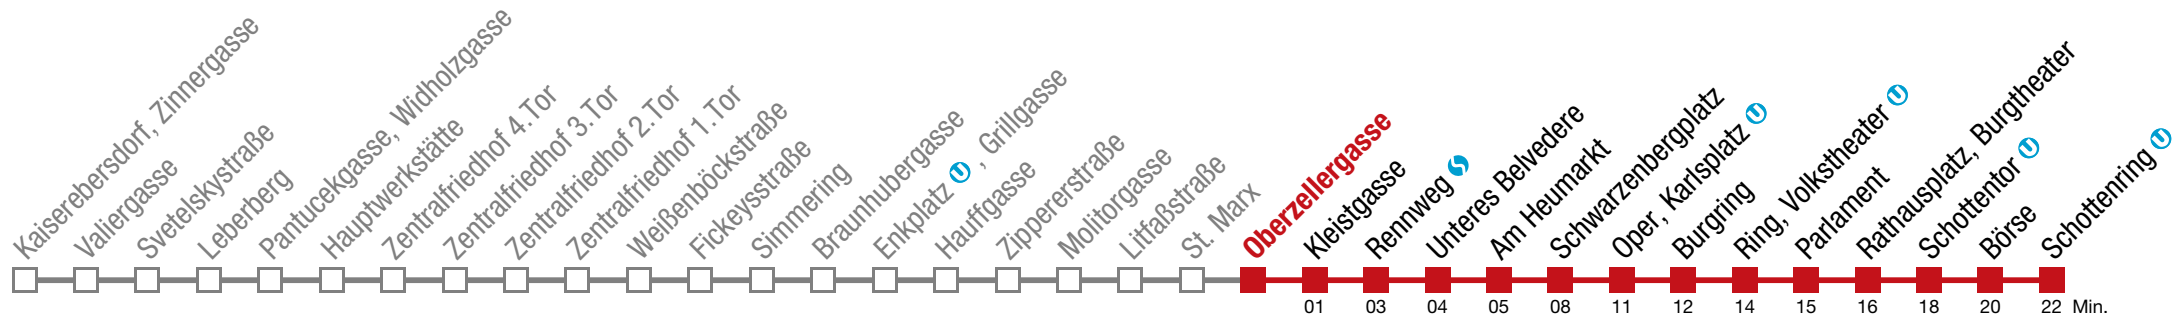 Kaiserebersdorf, Zinnergasse
Valiergasse
Svetelskystraße
Leberberg
Pantucekgasse, Widholzgasse
Hauptwerkstätte
Zentralfriedhof 4.Tor
Zentralfriedhof 3.Tor
Zentralfriedhof 2.Tor
Zentralfriedhof 1.Tor
Weißenböckstraße
Fickeysstraße
Simmering
Braunhubergasse
Enkplatz U, Grillgasse
Hauffgasse
Zippererstraße
Molitorgasse
Litfaßstraße
St. Marx
Oberzellergasse
Kleistgasse
Rennweg S
Unteres Belvedere
Am Heumarkt
Schwarzenbergplatz
Oper, Karlsplatz U
Burgring
Ring, Volkstheater U
Parlament
Rathausplatz, Burgtheater
Schottentor U
Börse
Schottenring U
01 03 04 05 08 11 12 14 15 16 18 20 22 Min.